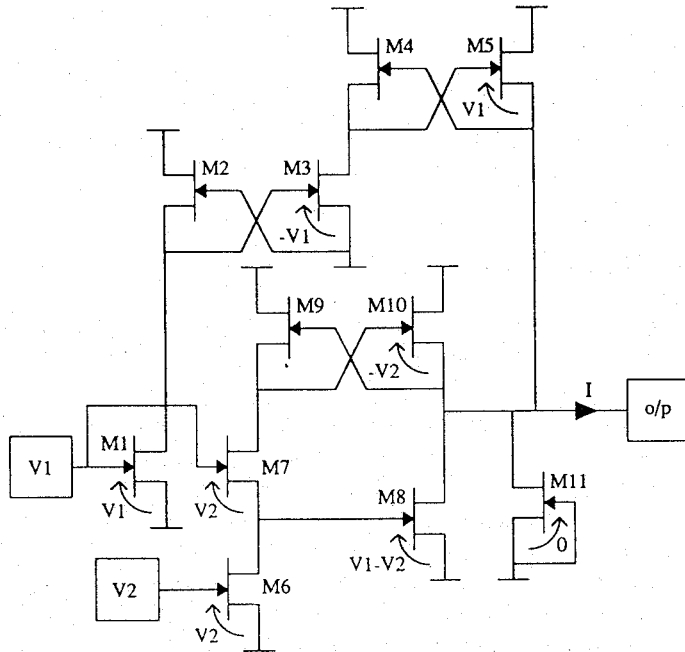 M4 M5
V1
M2 M3
-V1
M9 M10
-V2
I
o/p
V1 M1 M7
V1 V2
M8 M11
V1-V2 0
V2 M6
V2